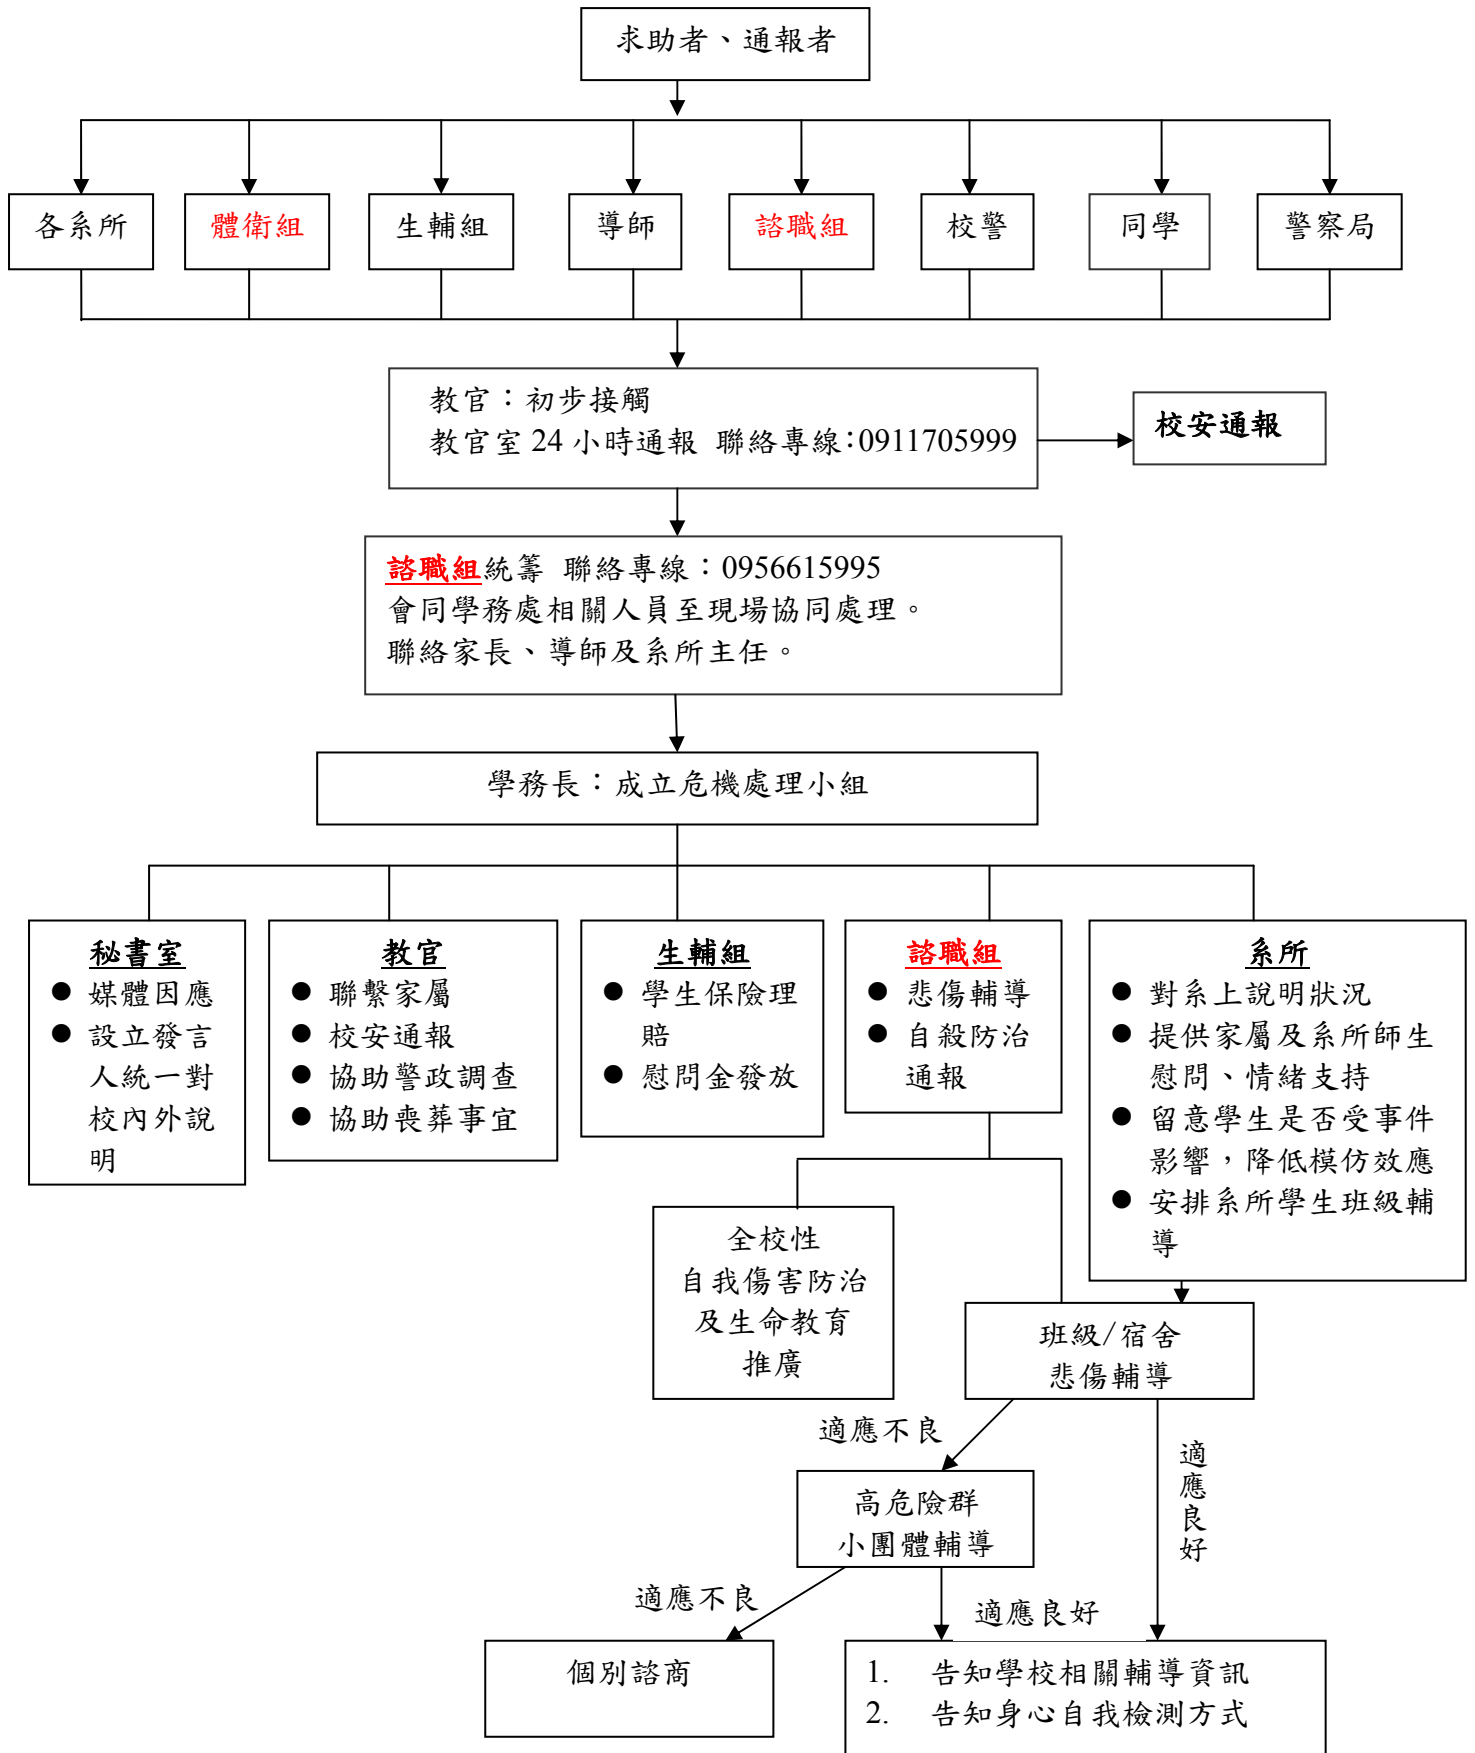 求助者、通報者
各系所
體衛組
生輔組
導師
諮職組
校警
同學
警察局
教官：初步接觸
教官室 24 小時通報 聯絡專線：0911705999
校安通報
諮職組統籌 聯絡專線：0956615995
會同學務處相關人員至現場協同處理。
聯絡家長、導師及系所主任。
學務長：成立危機處理小組
秘書室
● 媒體因應
● 設立發言
人統一對
校內外說
明
教官
● 聯繫家屬
● 校安通報
● 協助警政調查
● 協助喪葬事宜
生輔組
● 學生保險理
賠
● 慰問金發放
諮職組
● 悲傷輔導
● 自殺防治
通報
系所
● 對系上說明狀況
● 提供家屬及系所師生
慰問、情緒支持
● 留意學生是否受事件
影響，降低模仿效應
● 安排系所學生班級輔
導
全校性
自我傷害防治
及生命教育
推廣
班級/宿舍
悲傷輔導
適應不良
適應良好
高危險群
小團體輔導
適應不良
適應良好
個別諮商
1. 告知學校相關輔導資訊
2. 告知身心自我檢測方式